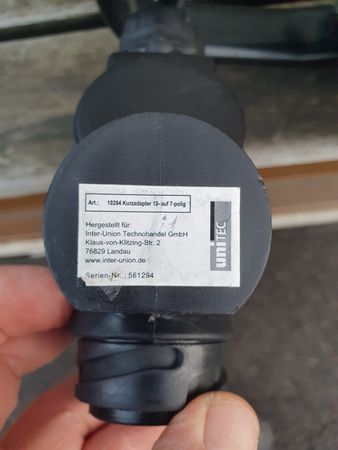 Art.: 10204 Kurzadapter 13- auf 7-polig
Hergestellt für:
Inter-Union Technohandel GmbH
Klaus-von-Klitzing-Str. 2
76829 Landau
www.inter-union.de
Serien-Nr.: 561294
uniTEC